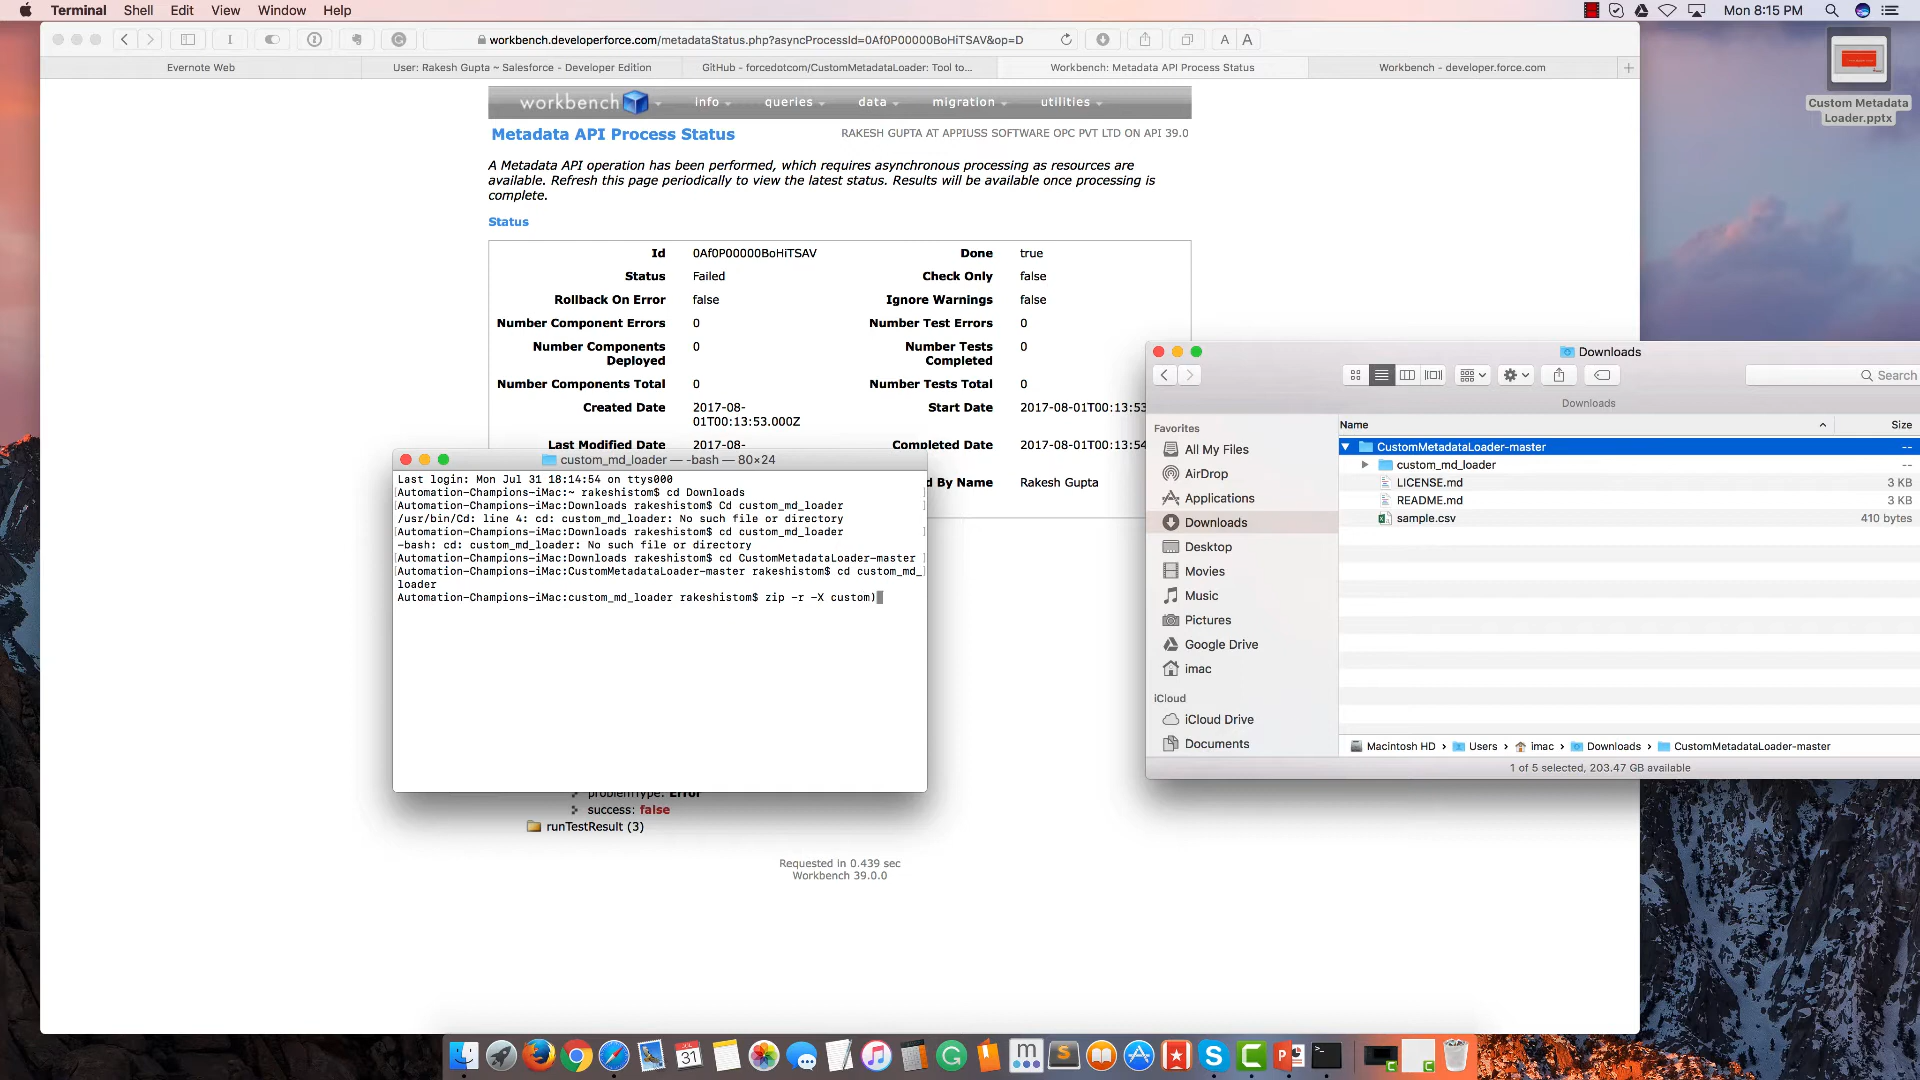 Terminal Shell Edit View Window Help
Mon 8:15 PM
workbench.developerforce.com/metadataStatus.php?asyncProcessId=0Af0P00000BoHiTSAV&op=D
A A
Evernote Web
User: Rakesh Gupta ~ Salesforce - Developer Edition
GitHub - forcedotcom/CustomMetadataLoader: Tool to...
Workbench: Metadata API Process Status
Workbench - developer.force.com
Custom Metadata
Loader.pptx
workbench info queries data migration utilities
Metadata API Process Status
RAKESH GUPTA AT APPIUSS SOFTWARE OPC PVT LTD ON API 39.0
A Metadata API operation has been performed, which requires asynchronous processing as resources are
available. Refresh this page periodically to view the latest status. Results will be available once processing is
complete.
Status
Id 0Af0P00000BoHiTSAV Done true
Status Failed Check Only false
Rollback On Error false Ignore Warnings false
Number Component Errors 0 Number Test Errors 0
Number Components Deployed 0 Number Tests Completed 0
Number Components Total 0 Number Tests Total 0
Created Date 2017-08-01T00:13:53.000Z Start Date 2017-08-01T00:13:53
Last Modified Date 2017-08- Completed Date 2017-08-01T00:13:54
d By Name Rakesh Gupta
custom_md_loader — -bash — 80×24
Last login: Mon Jul 31 18:14:54 on ttys000
[Automation-Champions-iMac:~ rakeshistom$ cd Downloads ]
[Automation-Champions-iMac:Downloads rakeshistom$ Cd custom_md_loader ]
/usr/bin/Cd: line 4: cd: custom_md_loader: No such file or directory
[Automation-Champions-iMac:Downloads rakeshistom$ cd custom_md_loader ]
-bash: cd: custom_md_loader: No such file or directory
[Automation-Champions-iMac:Downloads rakeshistom$ cd CustomMetadataLoader-master ]
[Automation-Champions-iMac:CustomMetadataLoader-master rakeshistom$ cd custom_md_]
loader
Automation-Champions-iMac:custom_md_loader rakeshistom$ zip -r -X custom)
problemType: Error
success: false
runTestResult (3)
Requested in 0.439 sec
Workbench 39.0.0
Downloads
Search
Downloads
Favorites
All My Files
AirDrop
Applications
Downloads
Desktop
Movies
Music
Pictures
Google Drive
imac
iCloud
iCloud Drive
Documents
Name Size
CustomMetadataLoader-master --
custom_md_loader --
LICENSE.md 3 KB
README.md 3 KB
sample.csv 410 bytes
Macintosh HD › Users › imac › Downloads › CustomMetadataLoader-master
1 of 5 selected, 203.47 GB available
JUL
31